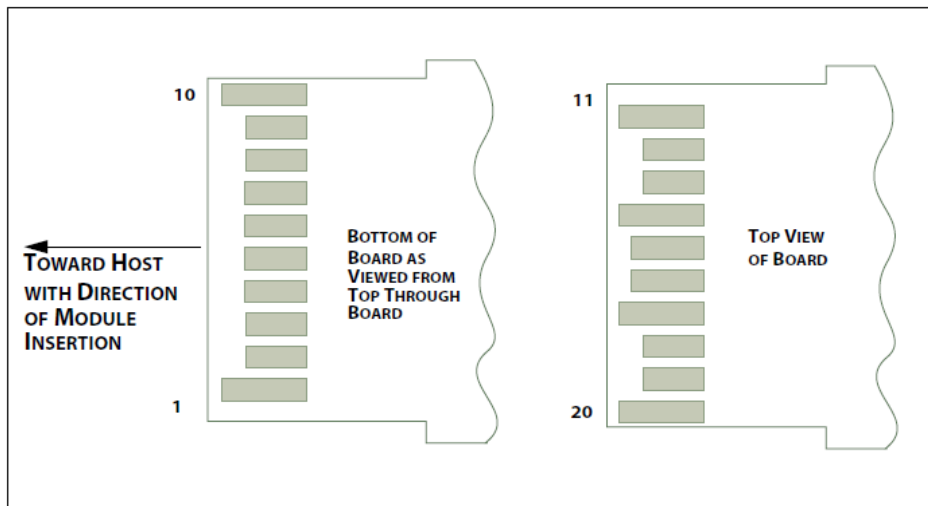 10
1
TOWARD HOST
WITH DIRECTION
OF MODULE
INSERTION
BOTTOM OF
BOARD AS
VIEWED FROM
TOP THROUGH
BOARD
11
20
TOP VIEW
OF BOARD